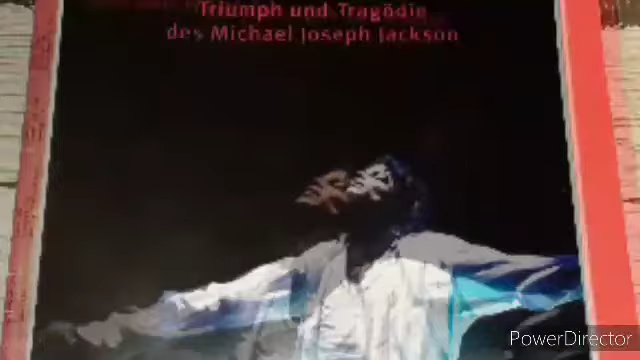 Triumph und Tragödie
des Michael Joseph Jackson
PowerDirector